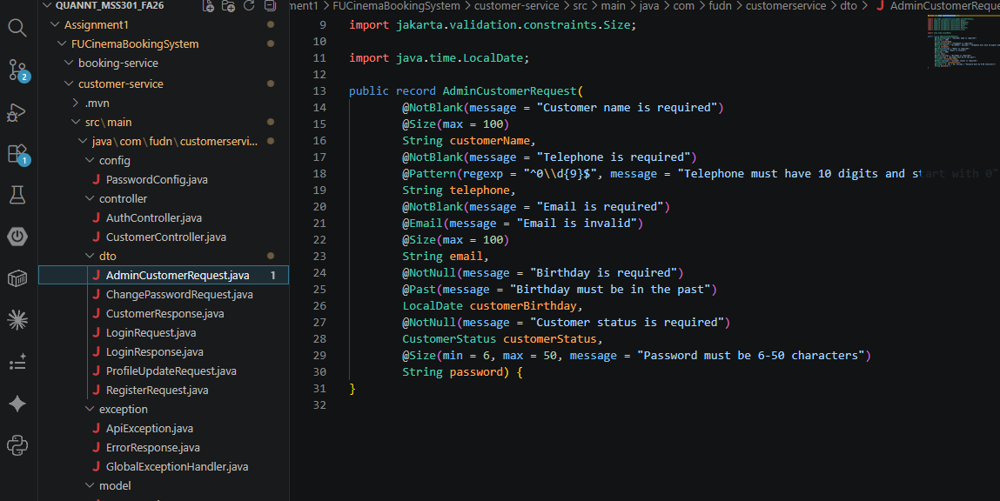 QUANNT_MSS301_FA26
Assignment1
FUCinemaBookingSystem
booking-service
customer-service
.mvn
src\main
java\com\fudn\customerservi...
config
PasswordConfig.java
controller
AuthController.java
CustomerController.java
dto
AdminCustomerRequest.java 1
ChangePasswordRequest.java
CustomerResponse.java
LoginRequest.java
LoginResponse.java
ProfileUpdateRequest.java
RegisterRequest.java
exception
ApiException.java
ErrorResponse.java
GlobalExceptionHandler.java
model
2
1
ment1 > FUCinemaBookingSystem > customer-service > src > main > java > com > fudn > customerservice > dto > J AdminCustomerReque
9 import jakarta.validation.constraints.Size;
10
11 import java.time.LocalDate;
12
13 public record AdminCustomerRequest(
14 @NotBlank(message = "Customer name is required")
15 @Size(max = 100)
16 String customerName,
17 @NotBlank(message = "Telephone is required")
18 @Pattern(regexp = "^0\\d{9}$", message = "Telephone must have 10 digits and start with 0"
19 String telephone,
20 @NotBlank(message = "Email is required")
21 @Email(message = "Email is invalid")
22 @Size(max = 100)
23 String email,
24 @NotNull(message = "Birthday is required")
25 @Past(message = "Birthday must be in the past")
26 LocalDate customerBirthday,
27 @NotNull(message = "Customer status is required")
28 CustomerStatus customerStatus,
29 @Size(min = 6, max = 50, message = "Password must be 6-50 characters")
30 String password) {
31 }
32